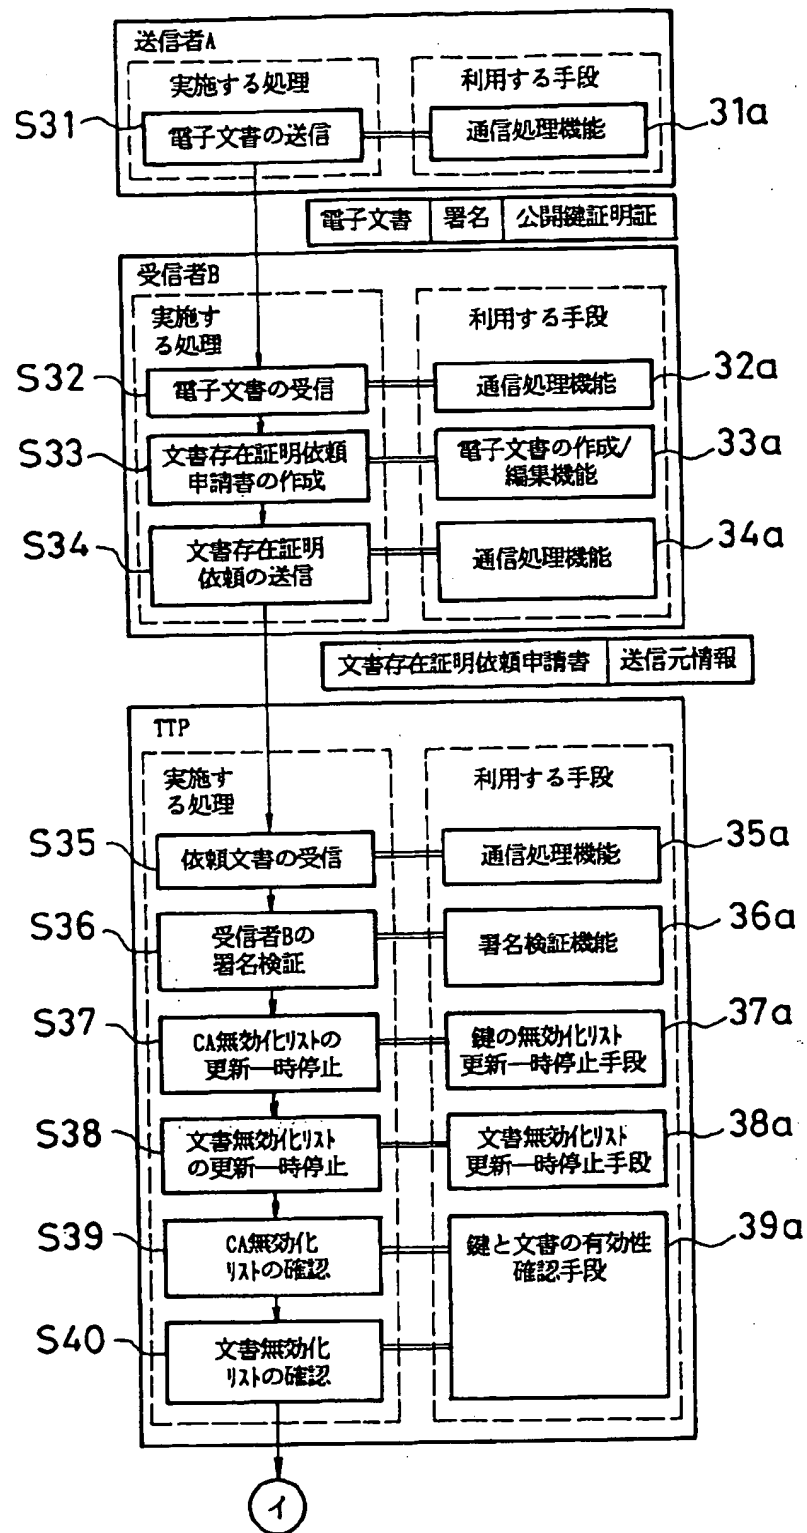 送信者A
実施する処理
利用する手段
S31
電子文書の送信
通信処理機能
31a
電子文書
署名
公開鍵証明証
受信者B
実施す
る処理
利用する手段
S32
電子文書の受信
通信処理機能
32a
S33
文書存在証明依頼
申請書の作成
電子文書の作成/
編集機能
33a
S34
文書存在証明
依頼の送信
通信処理機能
34a
文書存在証明依頼申請書
送信元情報
TTP
実施す
る処理
利用する手段
S35
依頼文書の受信
通信処理機能
35a
S36
受信者Bの
署名検証
署名検証機能
36a
S37
CA無効化リストの
更新一時停止
鍵の無効化リスト
更新一時停止手段
37a
S38
文書無効化リスト
の更新一時停止
文書無効化リスト
更新一時停止手段
38a
S39
CA無効化
リストの確認
鍵と文書の有効性
確認手段
39a
S40
文書無効化
リストの確認
イ